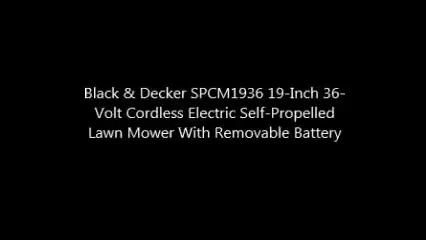 Black & Decker SPCM1936 19-Inch 36-
Volt Cordless Electric Self-Propelled
Lawn Mower With Removable Battery